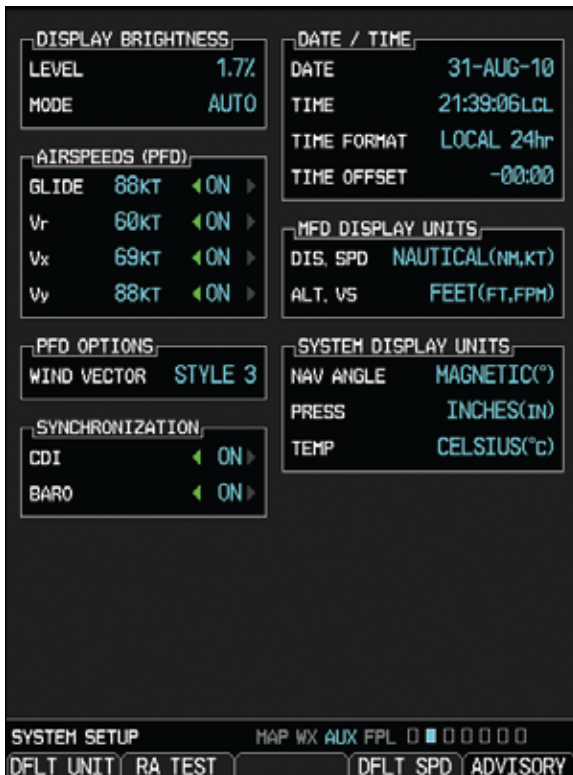 DISPLAY BRIGHTNESS
LEVEL 1.7%
MODE AUTO
AIRSPEEDS (PFD)
GLIDE 88KT ON
Vr 60KT ON
Vx 69KT ON
Vy 88KT ON
PFD OPTIONS
WIND VECTOR STYLE 3
SYNCHRONIZATION
CDI ON
BARO ON
DATE / TIME
DATE 31-AUG-10
TIME 21:39:06LCL
TIME FORMAT LOCAL 24hr
TIME OFFSET -00:00
MFD DISPLAY UNITS
DIS, SPD NAUTICAL(NM,KT)
ALT, VS FEET(FT,FPM)
SYSTEM DISPLAY UNITS
NAV ANGLE MAGNETIC(°)
PRESS INCHES(IN)
TEMP CELSIUS(°C)
SYSTEM SETUP MAP WX AUX FPL
DFLT UNIT RA TEST DFLT SPD ADVISORY